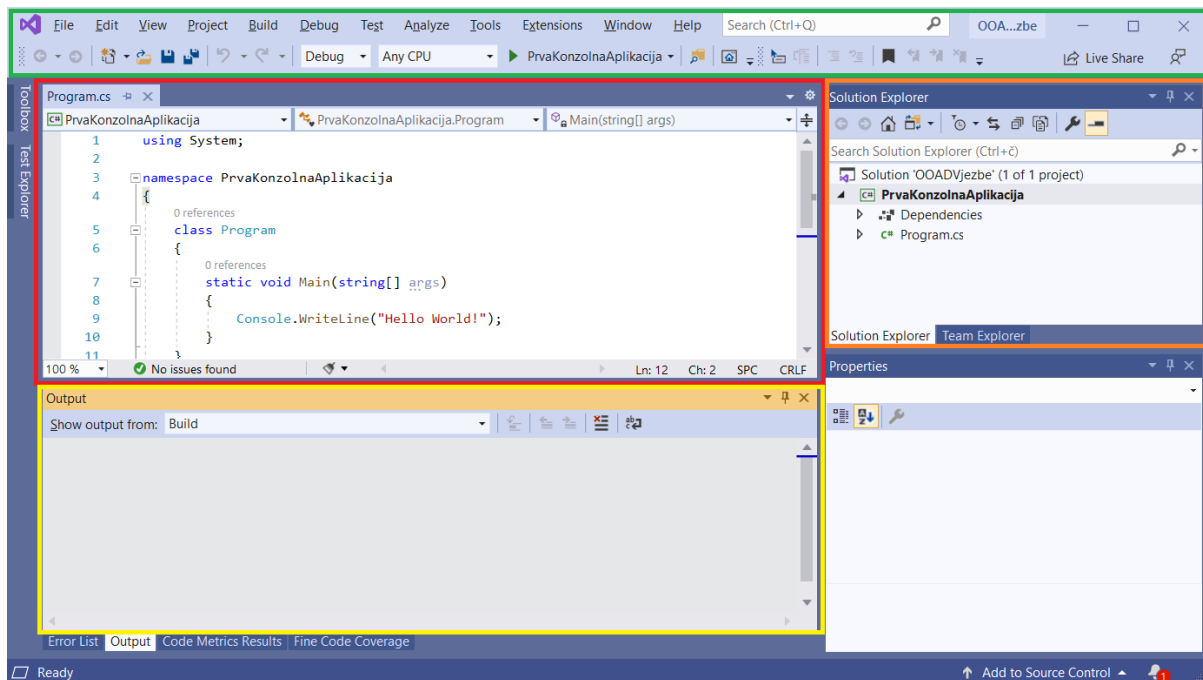 File Edit View Project Build Debug Test Analyze Tools Extensions Window Help Search (Ctrl+Q) OOA...zbe
Debug Any CPU PrvaKonzolnaAplikacija Live Share
Toolbox
Test Explorer
Program.cs
C# PrvaKonzolnaAplikacija PrvaKonzolnaAplikacija.Program Main(string[] args)
1 using System;
2
3 namespace PrvaKonzolnaAplikacija
4 {
0 references
5 class Program
6 {
0 references
7 static void Main(string[] args)
8 {
9 Console.WriteLine("Hello World!");
10 }
11 }
100 % No issues found Ln: 12 Ch: 2 SPC CRLF
Output
Show output from: Build
Error List Output Code Metrics Results Fine Code Coverage
Solution Explorer
Search Solution Explorer (Ctrl+č)
Solution 'OOADVjezbe' (1 of 1 project)
C# PrvaKonzolnaAplikacija
Dependencies
C# Program.cs
Solution Explorer Team Explorer
Properties
Ready Add to Source Control 1